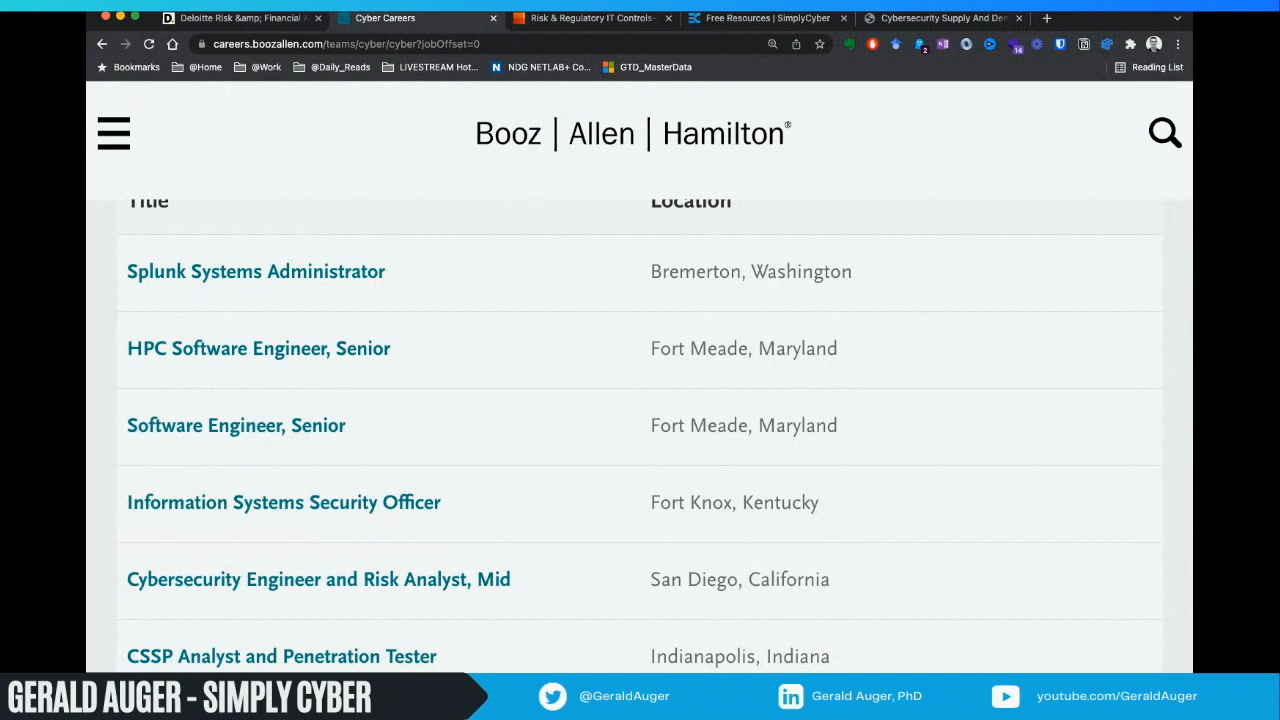 Deloitte Risk &amp; Financial A
Cyber Careers
Risk & Regulatory IT Controls-
Free Resources | SimplyCyber
Cybersecurity Supply And Den
careers.boozallen.com/teams/cyber/cyber?jobOffset=0
2
14
Bookmarks
@Home
@Work
@Daily_Reads
LIVESTREAM Hot...
NDG NETLAB+ Co...
GTD_MasterData
Reading List
Booz | Allen | Hamilton®
Title Location
Splunk Systems Administrator Bremerton, Washington
HPC Software Engineer, Senior Fort Meade, Maryland
Software Engineer, Senior Fort Meade, Maryland
Information Systems Security Officer Fort Knox, Kentucky
Cybersecurity Engineer and Risk Analyst, Mid San Diego, California
CSSP Analyst and Penetration Tester Indianapolis, Indiana
GERALD AUGER - SIMPLY CYBER
@GeraldAuger
Gerald Auger, PhD
youtube.com/GeraldAuger